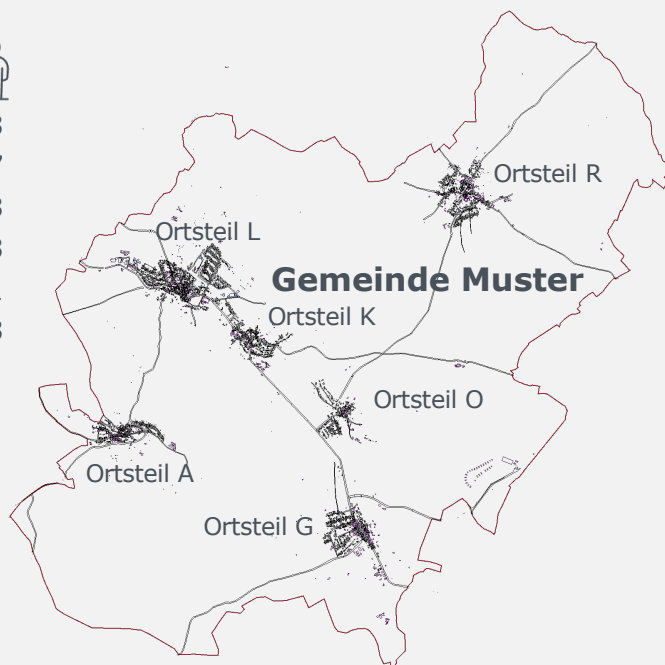 Ortsteil R
Ortsteil L
Gemeinde Muster
Ortsteil K
Ortsteil O
Ortsteil A
Ortsteil G